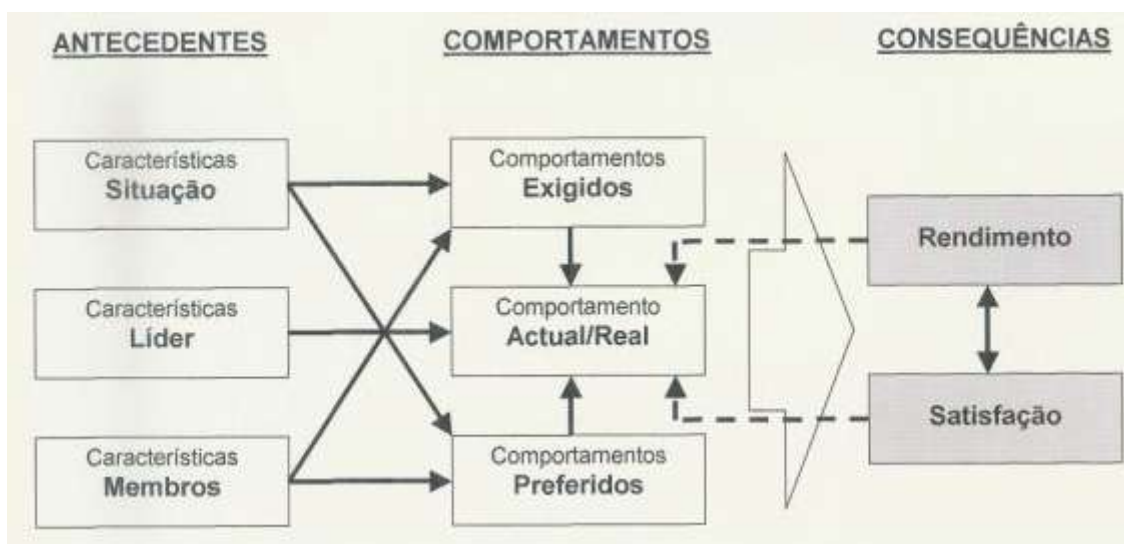 ANTECEDENTES
COMPORTAMENTOS
CONSEQUÊNCIAS
Características
Situação
Características
Líder
Características
Membros
Comportamentos
Exigidos
Comportamento
Actual/Real
Comportamentos
Preferidos
Rendimento
Satisfação